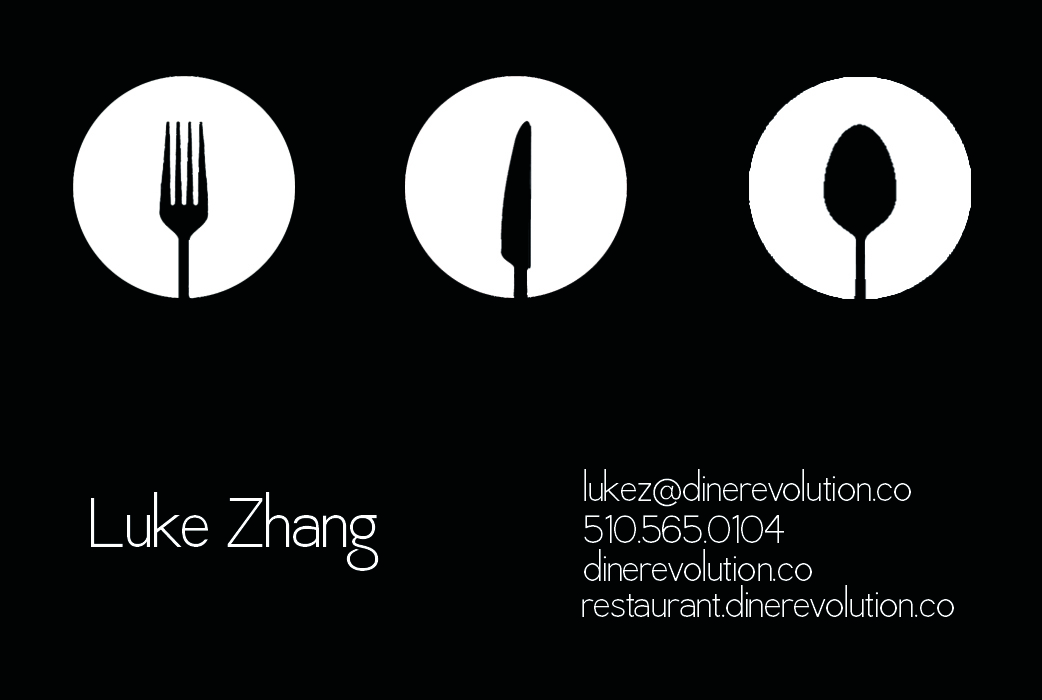 Luke Zhang
lukez@dinerevolution.co
510.565.0104
dinerevolution.co
restaurant.dinerevolution.co